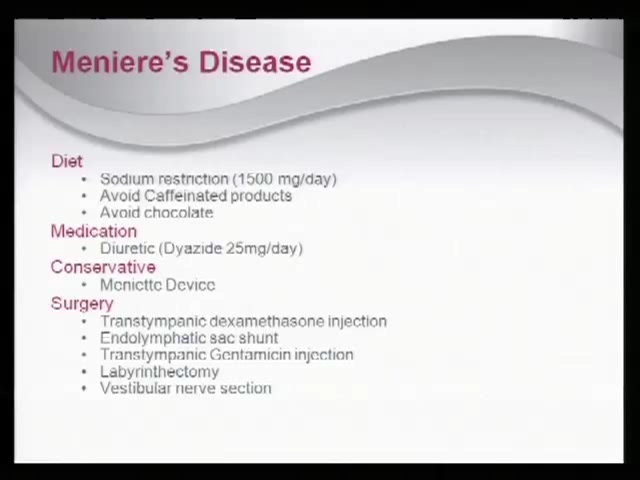 Meniere's Disease
Diet
• Sodium restriction (1500 mg/day)
• Avoid Caffeinated products
• Avoid chocolate
Medication
• Diuretic (Dyazide 25mg/day)
Conservative
• Meniette Device
Surgery
• Transtympanic dexamethasone injection
• Endolymphatic sac shunt
• Transtympanic Gentamicin injection
• Labyrinthectomy
• Vestibular nerve section